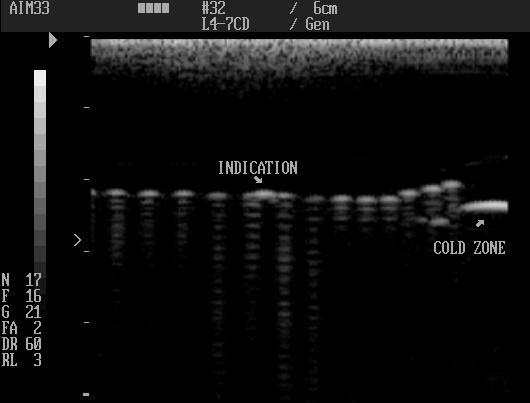 AIM33 #32 / 6cm
L4-7CD / Gen
INDICATION
COLD ZONE
N 17
F 16
G 21
FA 2
DR 60
RL 3